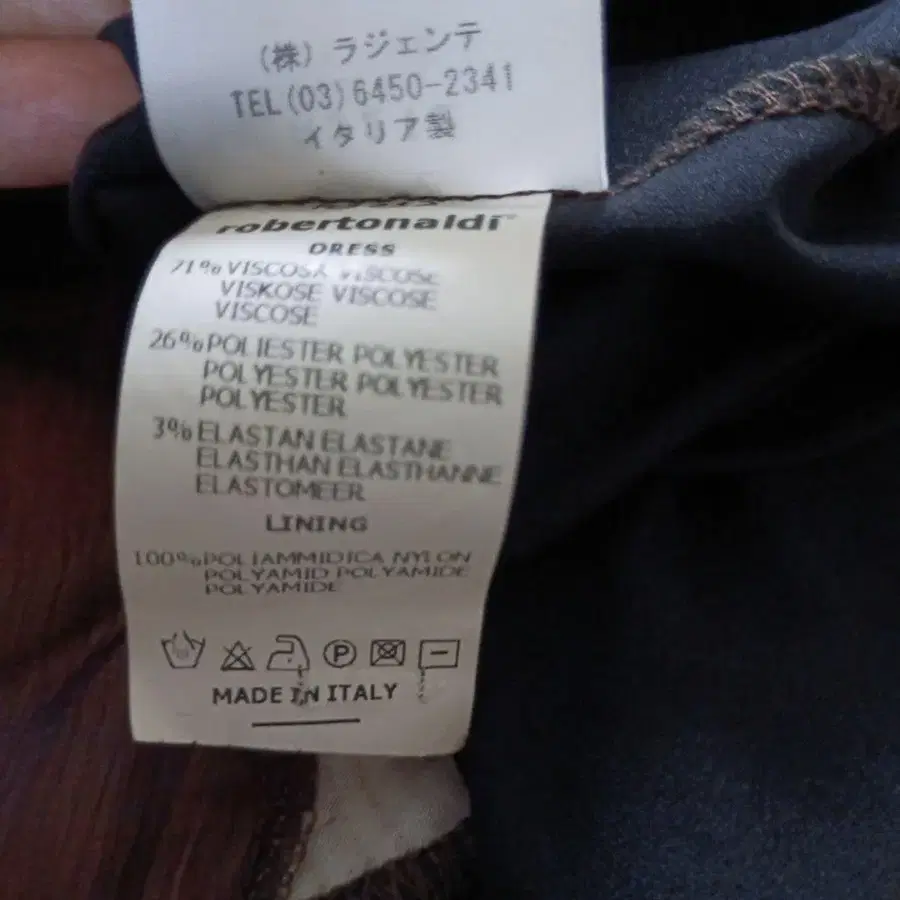 (株) ラジェンテ
TEL(03)6450-2341
イタリア製
robertonaldi™
DRESS
71% VISCOSA VISCOSE
VISKOSE VISCOSE
VISCOSE
26% POLIESTER POLYESTER
POLYESTER POLYESTER
POLYESTER
3% ELASTAN ELASTANE
ELASTHAN ELASTHANNE
ELASTOMEER
LINING
100% POLIAMMIDICA NYLON
POLYAMID POLYAMIDE
POLYAMIDE
P
MADE IN ITALY